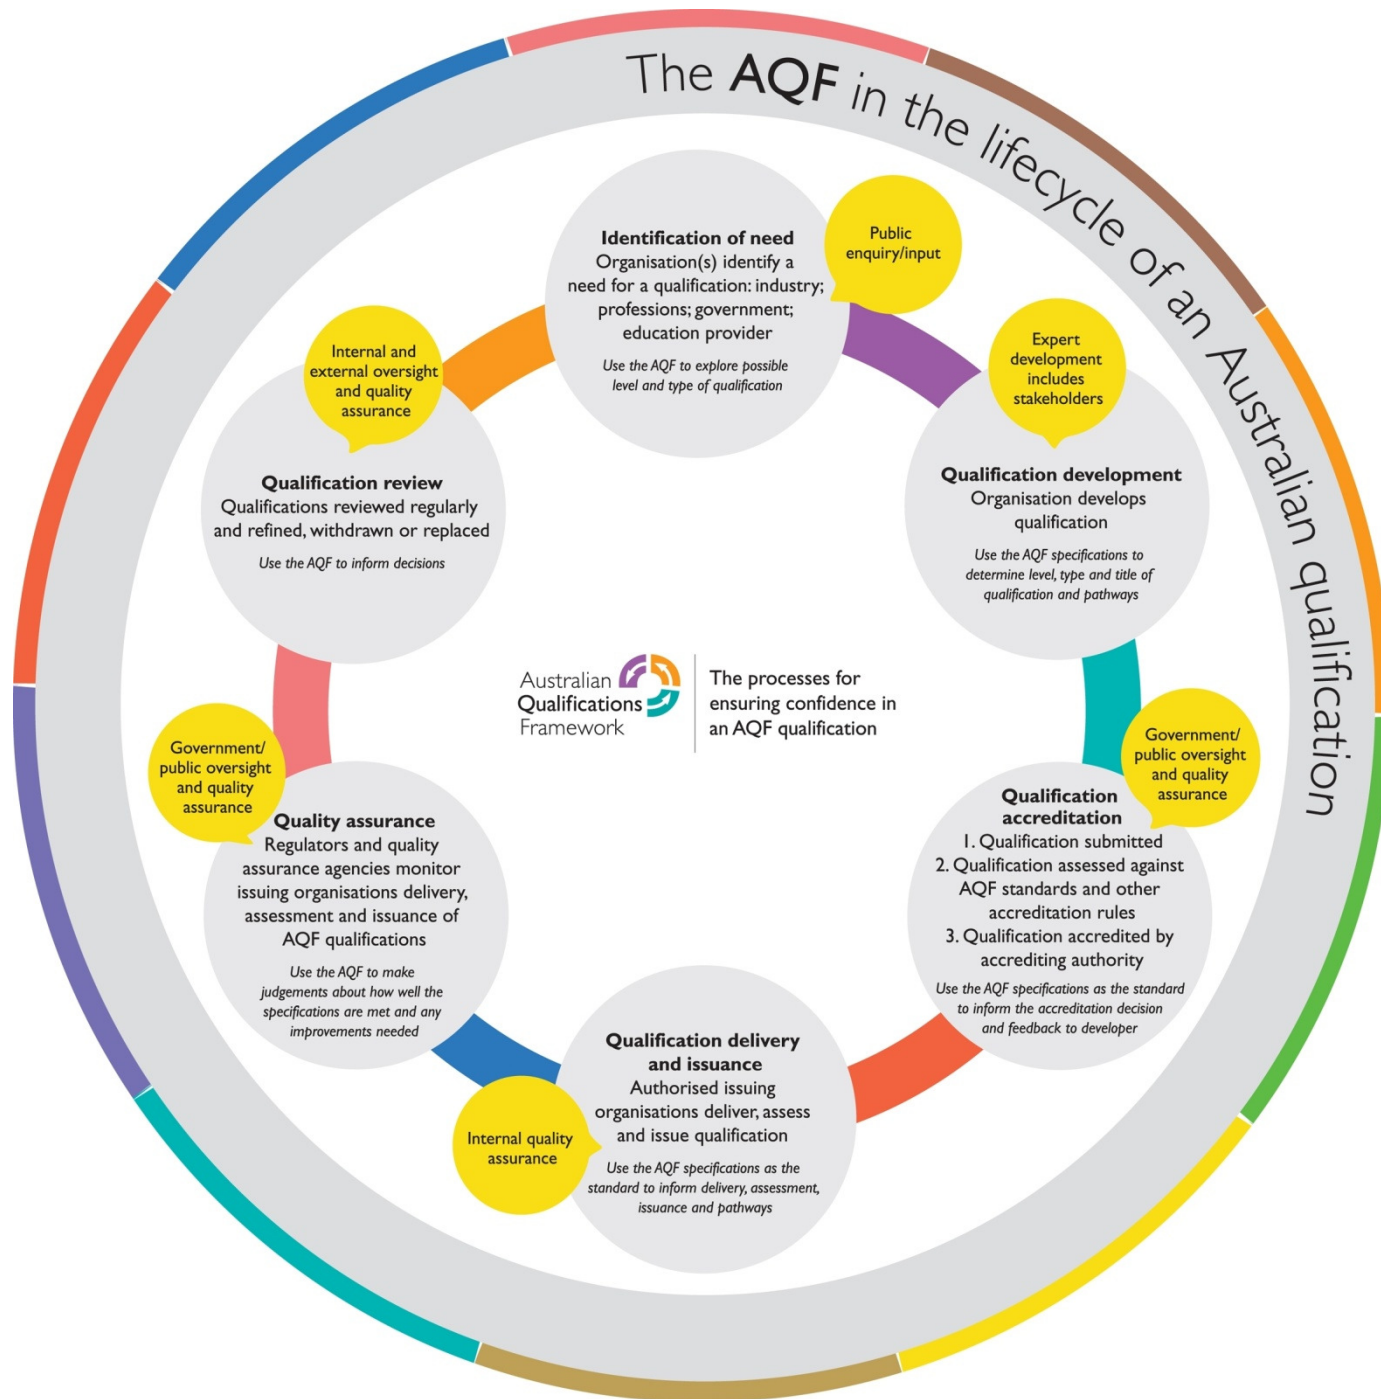 The AQF in the lifecycle of an Australian qualification
Identification of need
Organisation(s) identify a
need for a qualification: industry;
professions; government;
education provider
Use the AQF to explore possible
level and type of qualification
Public
enquiry/input
Expert
development
includes
stakeholders
Qualification development
Organisation develops
qualification
Use the AQF specifications to
determine level, type and title of
qualification and pathways
Government/
public oversight
and quality
assurance
Qualification
accreditation
1. Qualification submitted
2. Qualification assessed against
AQF standards and other
accreditation rules
3. Qualification accredited by
accrediting authority
Use the AQF specifications as the standard
to inform the accreditation decision
and feedback to developer
Qualification delivery
and issuance
Authorised issuing
organisations deliver, assess
and issue qualification
Use the AQF specifications as the
standard to inform delivery, assessment,
issuance and pathways
Internal quality
assurance
Government/
public oversight
and quality
assurance
Quality assurance
Regulators and quality
assurance agencies monitor
issuing organisations delivery,
assessment and issuance of
AQF qualifications
Use the AQF to make
judgements about how well the
specifications are met and any
improvements needed
Internal and
external oversight
and quality
assurance
Qualification review
Qualifications reviewed regularly
and refined, withdrawn or replaced
Use the AQF to inform decisions
Australian
Qualifications
Framework
The processes for
ensuring confidence in
an AQF qualification